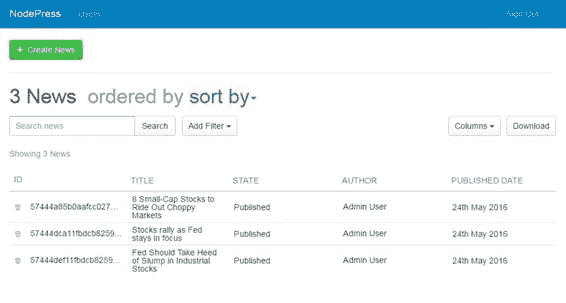 NodePress
+ Create News
3 News ordered by sort by
Search news Search Add Filter Columns Download
Showing 3 News
ID TITLE STATE AUTHOR PUBLISHED DATE
57444a85b0aafcc027... 8 Small-Cap Stocks to Ride Out Choppy Markets Published Admin User 24th May 2016
57444dca11fbdcb8259... Stocks rally as Fed stays in focus Published Admin User 24th May 2016
57444def11fbdcb8259... Fed Should Take Heed of Slump in Industrial Stocks Published Admin User 24th May 2016